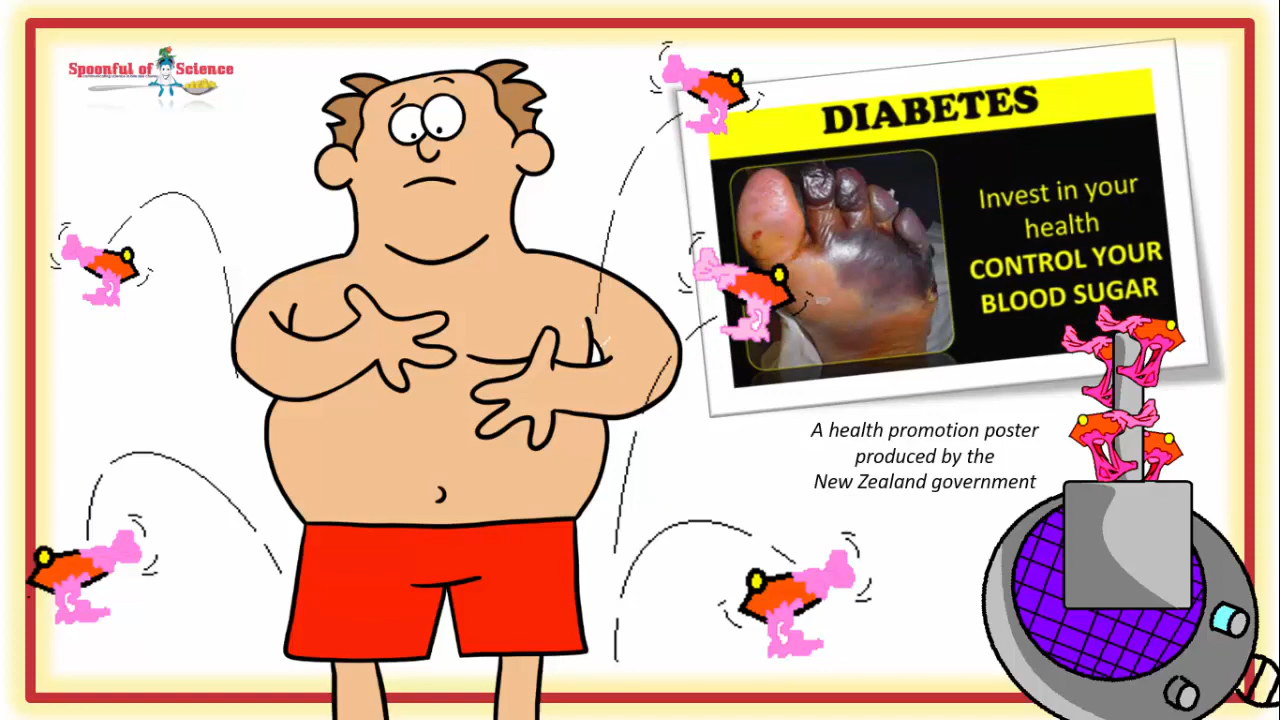 Spoonful of Science
DIABETES
Invest in your
health
CONTROL YOUR
BLOOD SUGAR
A health promotion poster
produced by the
New Zealand government